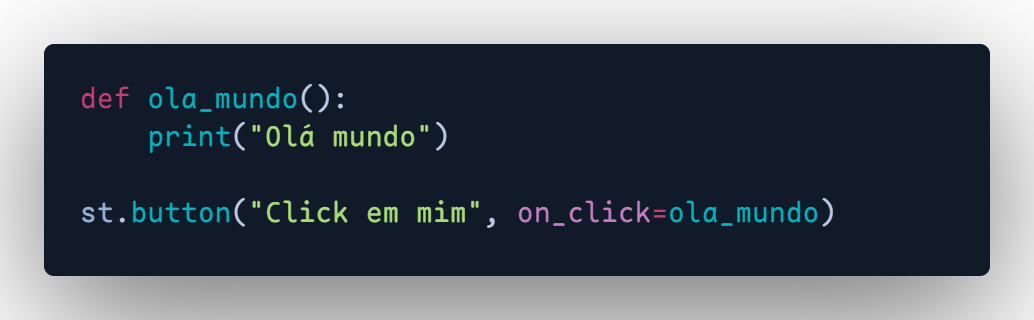 def ola_mundo():
    print("Olá mundo")
st.button("Click em mim", on_click=ola_mundo)